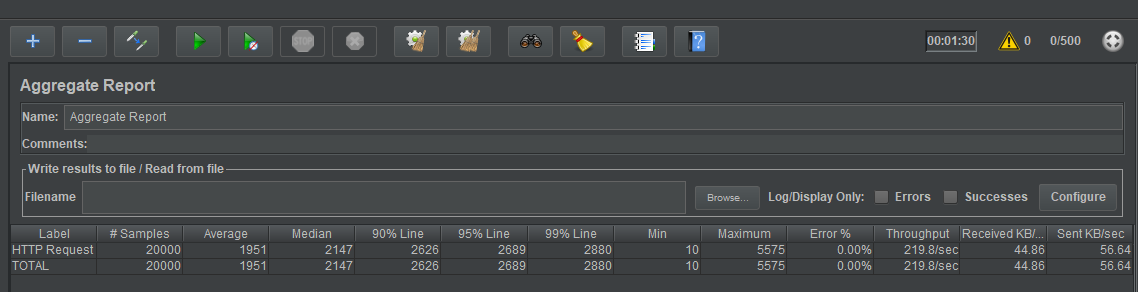 STOP
00:01:30 0 0/500
Aggregate Report
Name: Aggregate Report
Comments:
Write results to file / Read from file
Filename Browse... Log/Display Only: Errors Successes Configure
Label # Samples Average Median 90% Line 95% Line 99% Line Min Maximum Error % Throughput Received KB/... Sent KB/sec
HTTP Request 20000 1951 2147 2626 2689 2880 10 5575 0.00% 219.8/sec 44.86 56.64
TOTAL 20000 1951 2147 2626 2689 2880 10 5575 0.00% 219.8/sec 44.86 56.64